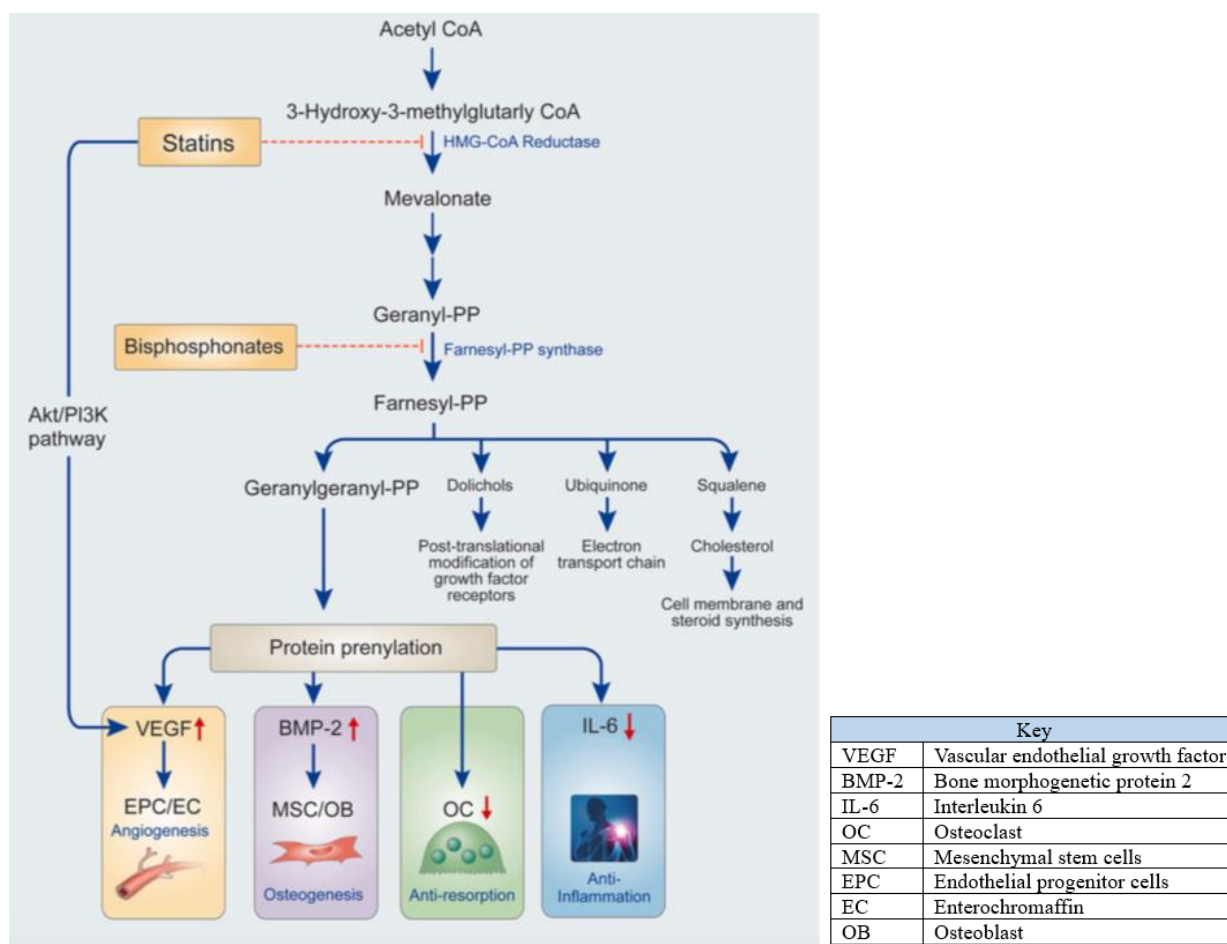 Acetyl CoA
3-Hydroxy-3-methylglutarly CoA
Statins
HMG-CoA Reductase
Mevalonate
Geranyl-PP
Bisphosphonates
Farnesyl-PP synthase
Farnesyl-PP
Akt/PI3K
pathway
Geranylgeranyl-PP
Dolichols
Ubiquinone
Squalene
Post-translational
modification of
growth factor
receptors
Electron
transport chain
Cholesterol
Cell membrane and
steroid synthesis
Protein prenylation
VEGF
EPC/EC
Angiogenesis
BMP-2
MSC/OB
Osteogenesis
OC
Anti-resorption
IL-6
Anti-
Inflammation
Key
VEGF Vascular endothelial growth factor
BMP-2 Bone morphogenetic protein 2
IL-6 Interleukin 6
OC Osteoclast
MSC Mesenchymal stem cells
EPC Endothelial progenitor cells
EC Enterochromaffin
OB Osteoblast